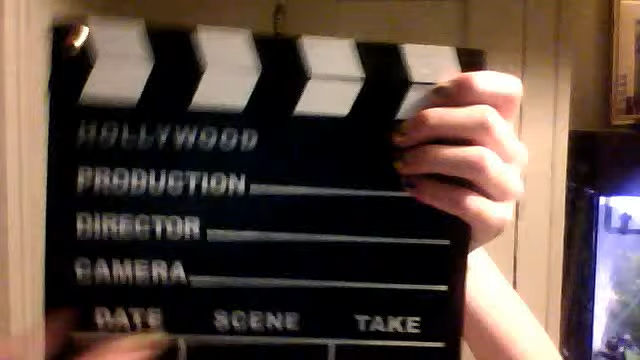 HOLLYWOOD
PRODUCTION
DIRECTOR
CAMERA
DATE SCENE TAKE